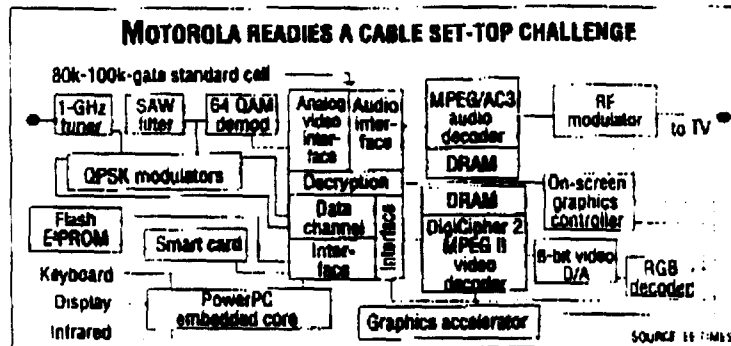 MOTOROLA READIES A CABLE SET-TOP CHALLENGE
80k-100k-gate standard cell
1-GHz
tuner
SAW
filter
64 QAM
demod
Analog
video
inter-
face
Audio
inter-
face
MPEG/AC3
audio
decoder
RF
modulator
to TV
QPSK modulators
DRAM
Decryption
DRAM
On-screen
graphics
controller
Flash
E²PROM
Smart card
Data
channel
Inter-
face
Interface
DigiCipher 2
MPEG II
video
decoder
8-bit video
D/A
RGB
decoder
Keyboard
Display
Infrared
PowerPC
embedded core
Graphics accelerator
SOURCE: EE TIMES